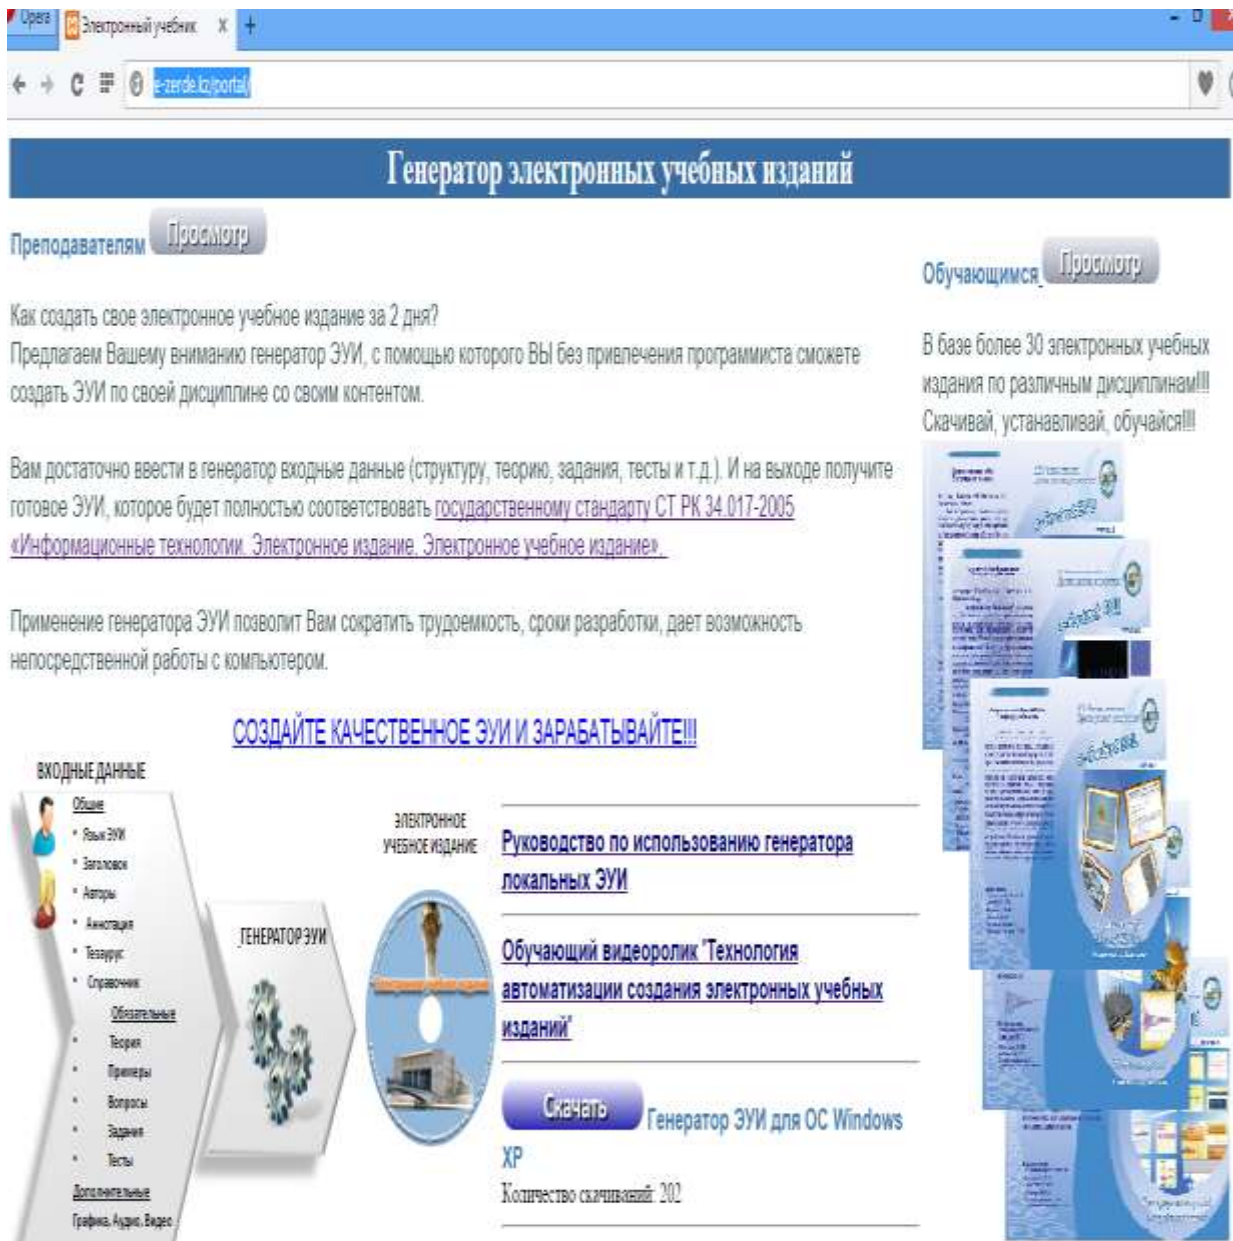 Opera
Электронный учебник X +
e-zerde.kz/portal/
Генератор электронных учебных изданий
Преподавателям Просмотр
Как создать свое электронное учебное издание за 2 дня?
Предлагаем Вашему вниманию генератор ЭУИ, с помощью которого ВЫ без привлечения программиста сможете
создать ЭУИ по своей дисциплине со своим контентом.
Вам достаточно ввести в генератор входные данные (структуру, теорию, задания, тесты и т.д.). И на выходе получите
готовое ЭУИ, которое будет полностью соответствовать государственному стандарту СТ РК 34.017-2005
«Информационные технологии. Электронное издание. Электронное учебное издание».
Применение генератора ЭУИ позволит Вам сократить трудоемкость, сроки разработки, дает возможность
непосредственной работы с компьютером.
СОЗДАЙТЕ КАЧЕСТВЕННОЕ ЭУИ И ЗАРАБАТЫВАЙТЕ!!!
Обучающимся Просмотр
В базе более 30 электронных учебных
издания по различным дисциплинам!!!!
Скачивай, устанавливай, обучайся!!!!
ВХОДНЫЕ ДАННЫЕ
Общие
* Язык ЭУИ
* Заголовок
* Авторы
* Аннотация
* Тезаурус
* Справочник
Обязательные
* Теория
* Примеры
* Вопросы
* Задания
* Тесты
Дополнительные
Графика, Аудио, Видео
ГЕНЕРАТОР ЭУИ
ЭЛЕКТРОННОЕ
УЧЕБНОЕ ИЗДАНИЕ
Руководство по использованию генератора
локальных ЭУИ
Обучающий видеоролик "Технология
автоматизации создания электронных учебных
изданий"
Скачать Генератор ЭУИ для ОС Windows
XP
Количество скачиваний: 202